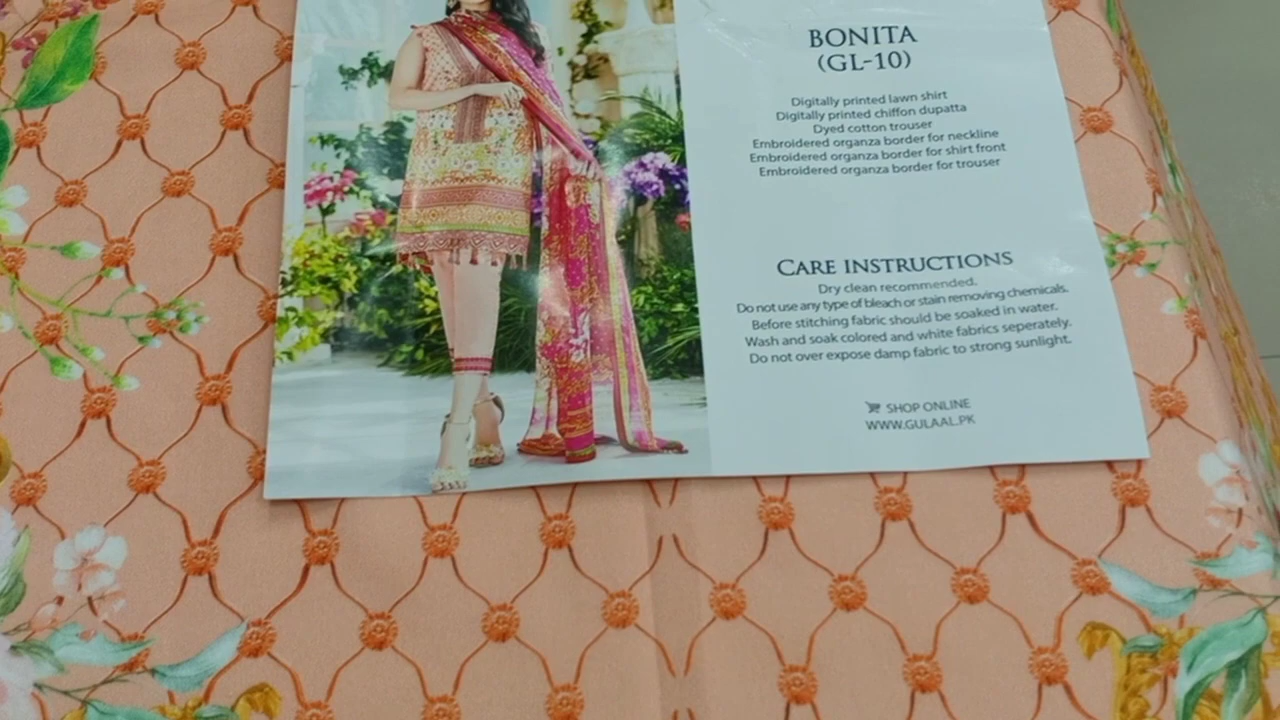 BONITA
(GL-10)
Digitally printed lawn shirt
Digitally printed chiffon dupatta
Dyed cotton trouser
Embroidered organza border for neckline
Embroidered organza border for shirt front
Embroidered organza border for trouser
CARE INSTRUCTIONS
Dry clean recommended.
Do not use any type of bleach or stain removing chemicals.
Before stitching fabric should be soaked in water.
Wash and soak colored and white fabrics seperately.
Do not over expose damp fabric to strong sunlight.
SHOP ONLINE
WWW.GULAAL.PK